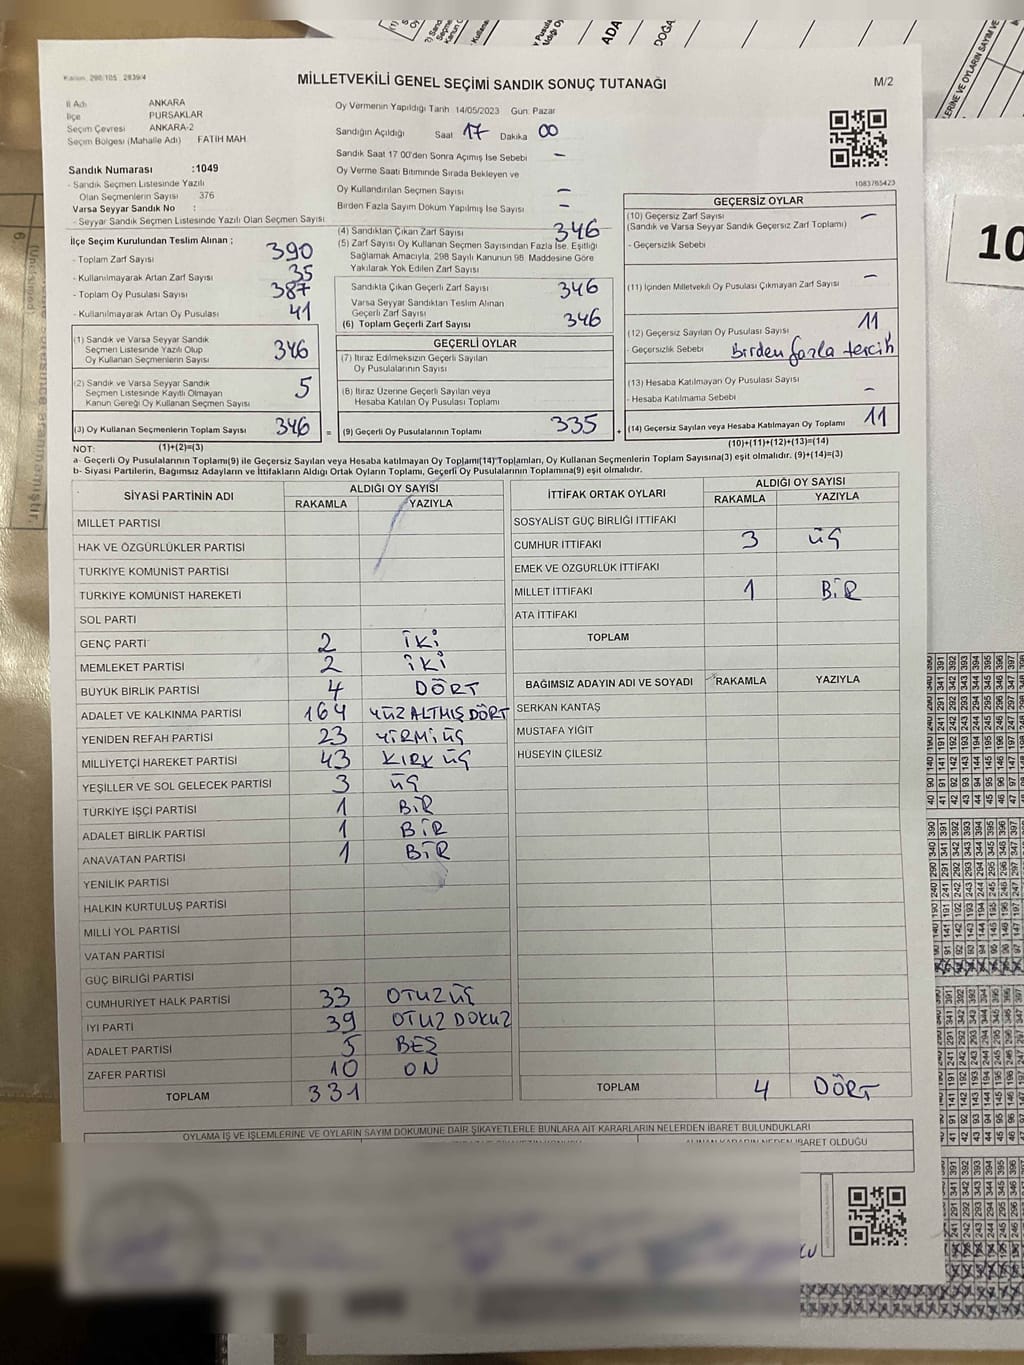 Kanun: 298/105, 2839/4
MİLLETVEKİLİ GENEL SEÇİMİ SANDIK SONUÇ TUTANAĞI
M/2
İl Adı ANKARA
İlçe PURSAKLAR
Seçim Çevresi ANKARA-2
Seçim Bölgesi (Mahalle Adı) FATİH MAH.
Sandık Numarası :1049
- Sandık Seçmen Listesinde Yazılı
Olan Seçmenlerin Sayısı 376
Varsa Seyyar Sandık No :
- Seyyar Sandık Seçmen Listesinde Yazılı Olan Seçmen Sayısı
Oy Vermenin Yapıldığı Tarih 14/05/2023 Gün: Pazar
Sandığın Açıldığı Saat 17 Dakika 00
Sandık Saat 17:00'den Sonra Açımış İse Sebebi –
Oy Verme Saati Bitiminde Sırada Bekleyen ve
Oy Kullandırılan Seçmen Sayısı –
Birden Fazla Sayım Döküm Yapılmış İse Sayısı –
1083765423
İlçe Seçim Kurulundan Teslim Alınan ;
- Toplam Zarf Sayısı 390
- Kullanılmayarak Artan Zarf Sayısı 35
- Toplam Oy Pusulası Sayısı 387
- Kullanılmayarak Artan Oy Pusulası 41
(1) Sandık ve Varsa Seyyar Sandık
Seçmen Listesinde Yazılı Olup
Oy Kullanan Seçmenlerin Sayısı 346
(2) Sandık ve Varsa Seyyar Sandık
Seçmen Listesinde Kayıtlı Olmayan
Kanun Gereği Oy Kullanan Seçmen Sayısı 5
(3) Oy Kullanan Seçmenlerin Toplam Sayısı 346 =
(4) Sandıktan Çıkan Zarf Sayısı 346
(5) Zarf Sayısı Oy Kullanan Seçmen Sayısından Fazla İse, Eşitliği
Sağlamak Amacıyla, 298 Sayılı Kanunun 98. Maddesine Göre
Yakılarak Yok Edilen Zarf Sayısı
Sandıkta Çıkan Geçerli Zarf Sayısı 346
Varsa Seyyar Sandıktan Teslim Alınan
Geçerli Zarf Sayısı
(6) Toplam Geçerli Zarf Sayısı 346
GEÇERLİ OYLAR
(7) İtiraz Edilmeksizin Geçerli Sayılan
Oy Pusulalarının Sayısı
(8) İtiraz Üzerine Geçerli Sayılan veya
Hesaba Katılan Oy Pusulası Toplamı
(9) Geçerli Oy Pusulalarının Toplamı 335 +
GEÇERSİZ OYLAR
(10) Geçersiz Zarf Sayısı –
(Sandık ve Varsa Seyyar Sandık Geçersiz Zarf Toplamı)
- Geçersizlik Sebebi
(11) İçinden Milletvekili Oy Pusulası Çıkmayan Zarf Sayısı –
(12) Geçersiz Sayılan Oy Pusulası Sayısı 11
- Geçersizlik Sebebi Birden fazla tercih
(13) Hesaba Katılmayan Oy Pusulası Sayısı
- Hesaba Katılmama Sebebi –
(14) Geçersiz Sayılan veya Hesaba Katılmayan Oy Toplamı 11
NOT: (1)+(2)=(3)
(10)+(11)+(12)+(13)=(14)
a- Geçerli Oy Pusulalarının Toplamı(9) ile Geçersiz Sayılan veya Hesaba katılmayan Oy Toplamı(14) Toplamları, Oy Kullanan Seçmenlerin Toplam Sayısına(3) eşit olmalıdır. (9)+(14)=(3)
b- Siyasi Partilerin, Bağımsız Adayların ve İttifakların Aldığı Ortak Oyların Toplamı, Geçerli Oy Pusulalarının Toplamına(9) eşit olmalıdır.
SİYASİ PARTİNİN ADI ALDIĞI OY SAYISI
RAKAMLA YAZIYLA
MİLLET PARTİSİ
HAK VE ÖZGÜRLÜKLER PARTİSİ
TÜRKİYE KOMÜNİST PARTİSİ
TÜRKİYE KOMÜNİST HAREKETİ
SOL PARTİ
GENÇ PARTİ 2 İKİ
MEMLEKET PARTİSİ 2 İKİ
BÜYÜK BİRLİK PARTİSİ 4 DÖRT
ADALET VE KALKINMA PARTİSİ 164 YÜZ ALTMIŞ DÖRT
YENİDEN REFAH PARTİSİ 23 YİRMİ ÜÇ
MİLLİYETÇİ HAREKET PARTİSİ 43 KIRK ÜÇ
YEŞİLLER VE SOL GELECEK PARTİSİ 3 ÜÇ
TÜRKİYE İŞÇİ PARTİSİ 1 BİR
ADALET BİRLİK PARTİSİ 1 BİR
ANAVATAN PARTİSİ 1 BİR
YENİLİK PARTİSİ
HALKIN KURTULUŞ PARTİSİ
MİLLİ YOL PARTİSİ
VATAN PARTİSİ
GÜÇ BİRLİĞİ PARTİSİ
CUMHURİYET HALK PARTİSİ 33 OTUZ ÜÇ
İYİ PARTİ 39 OTUZ DOKUZ
ADALET PARTİSİ 5 BEŞ
ZAFER PARTİSİ 10 ON
TOPLAM 331
İTTİFAK ORTAK OYLARI ALDIĞI OY SAYISI
RAKAMLA YAZIYLA
SOSYALİST GÜÇ BİRLİĞİ İTTİFAKI
CUMHUR İTTİFAKI 3 ÜÇ
EMEK VE ÖZGÜRLÜK İTTİFAKI
MİLLET İTTİFAKI 1 BİR
ATA İTTİFAKI
TOPLAM
BAĞIMSIZ ADAYIN ADI VE SOYADI RAKAMLA YAZIYLA
SERKAN KANTAŞ
MUSTAFA YİĞİT
HÜSEYİN ÇİLESİZ
TOPLAM 4 DÖRT
OYLAMA İŞ VE İŞLEMLERİNE VE OYLARIN SAYIM DÖKÜMÜNE DAİR ŞİKAYETLERLE BUNLARA AİT KARARLARIN NELERDEN İBARET BULUNDUKLARI
ALINAN KARARIN NEDEN İBARET OLDUĞU
10
ADA
DOĞA